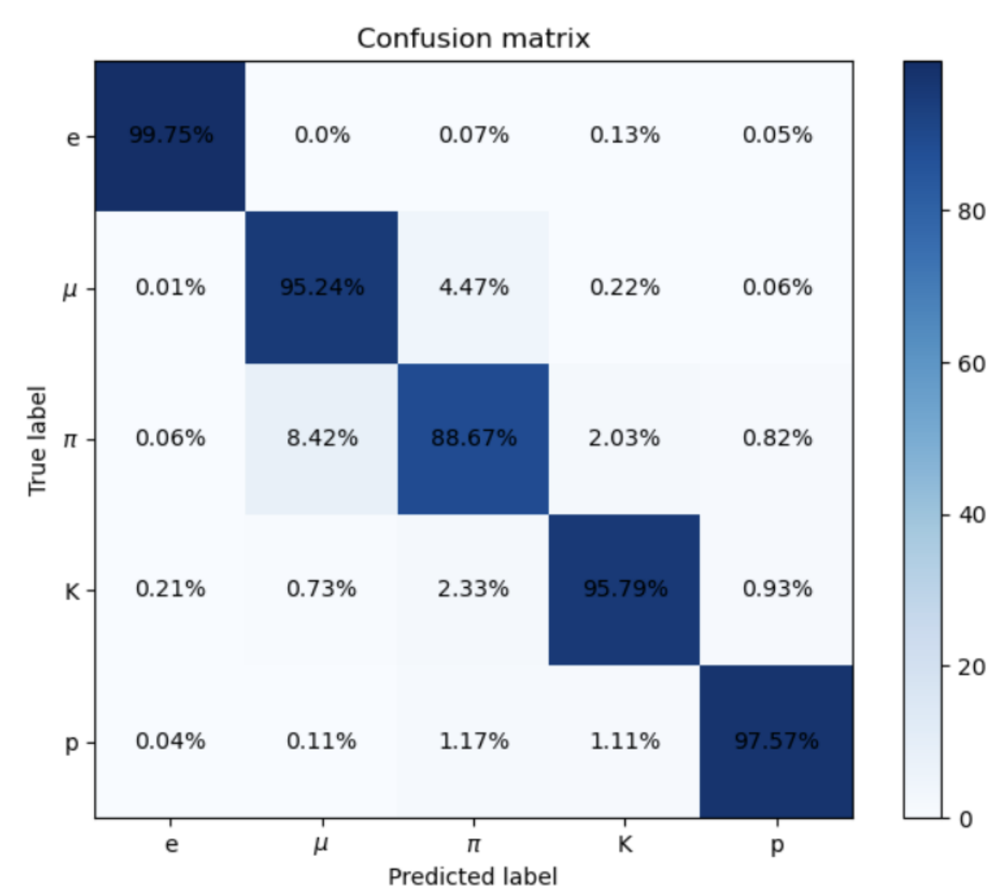 Confusion matrix
e 99.75% 0.0% 0.07% 0.13% 0.05%
μ 0.01% 95.24% 4.47% 0.22% 0.06%
π 0.06% 8.42% 88.67% 2.03% 0.82%
K 0.21% 0.73% 2.33% 95.79% 0.93%
p 0.04% 0.11% 1.17% 1.11% 97.57%
e μ π K p
True label
Predicted label
80
60
40
20
0